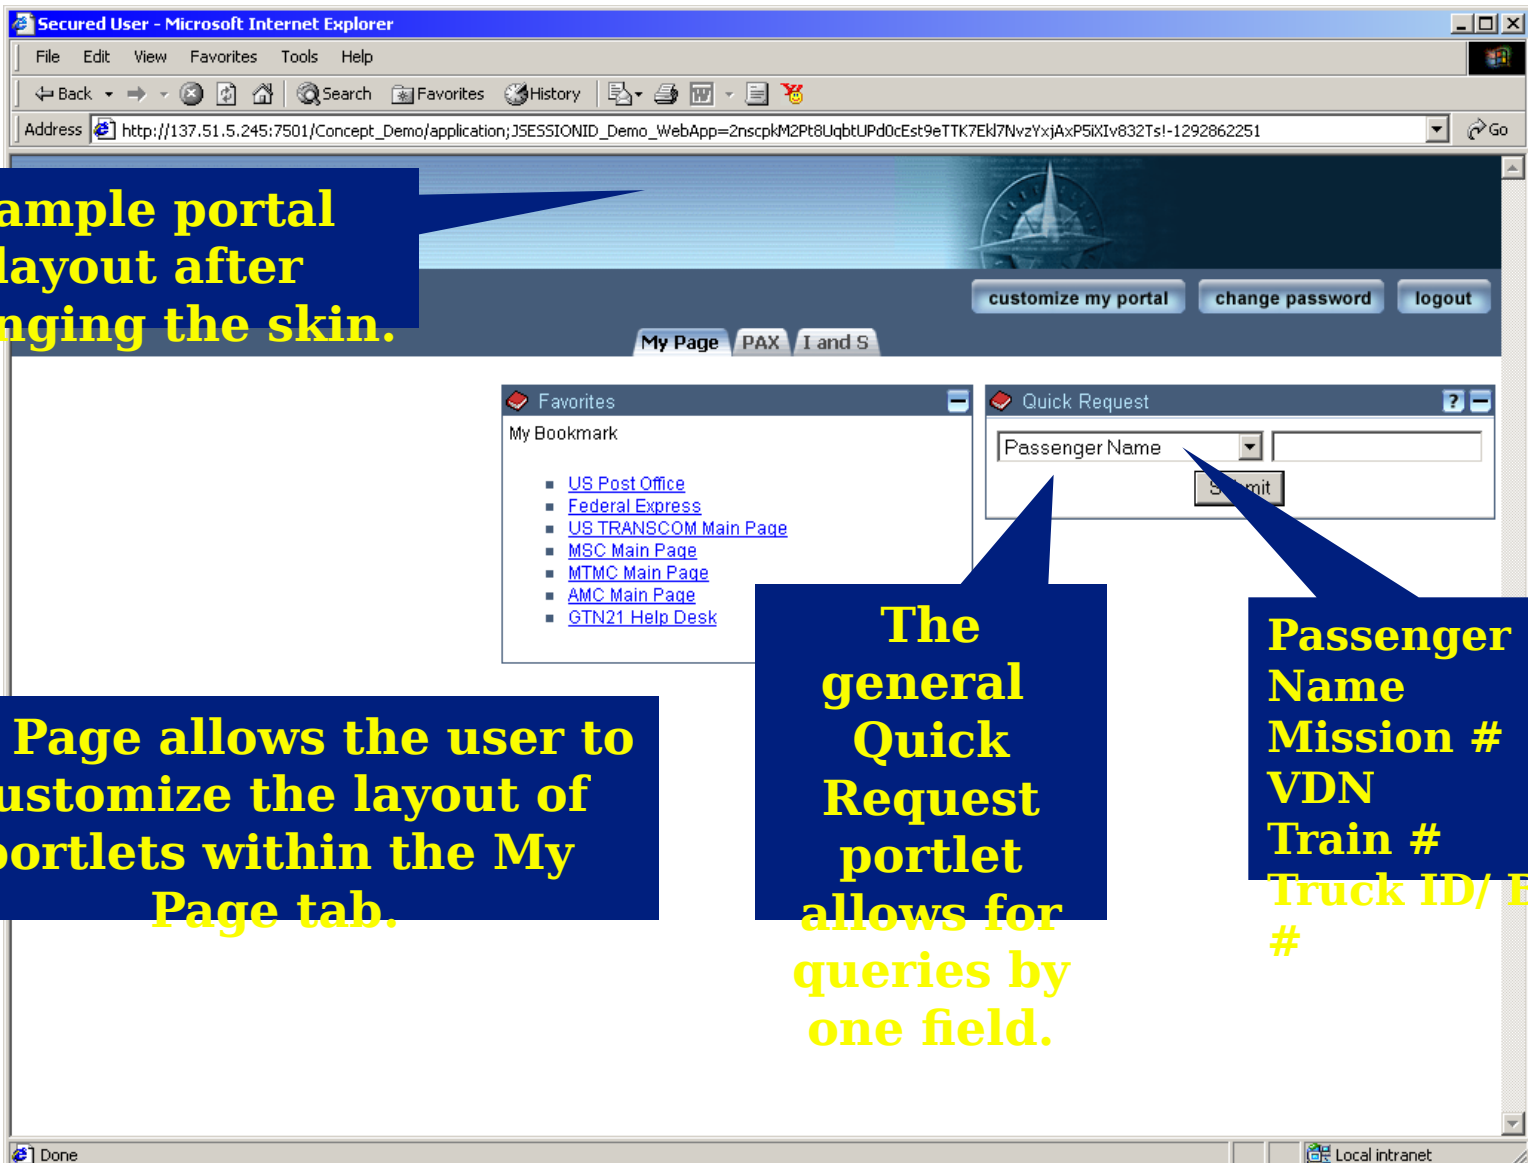 Secured User - Microsoft Internet Explorer
File Edit View Favorites Tools Help
Back Search Favorites History
Address http://137.51.5.245:7501/Concept_Demo/application;JSESSIONID_Demo_WebApp=2nscpkM2Pt8UqbtUPd0cEst9eTTK7Ekl7NvzYxjAxP5iXIv832Ts!-1292862251 Go
ample portal
layout after
nging the skin.
customize my portal change password logout
My Page PAX I and S
Favorites
My Bookmark
US Post Office
Federal Express
US TRANSCOM Main Page
MSC Main Page
MTMC Main Page
AMC Main Page
GTN21 Help Desk
Quick Request ?
Passenger Name
Submit
Page allows the user to
ustomize the layout of
portlets within the My
Page tab.
The
general
Quick
Request
portlet
allows for
queries by
one field.
Passenger
Name
Mission #
VDN
Train #
Truck ID/ B
#
Done Local intranet